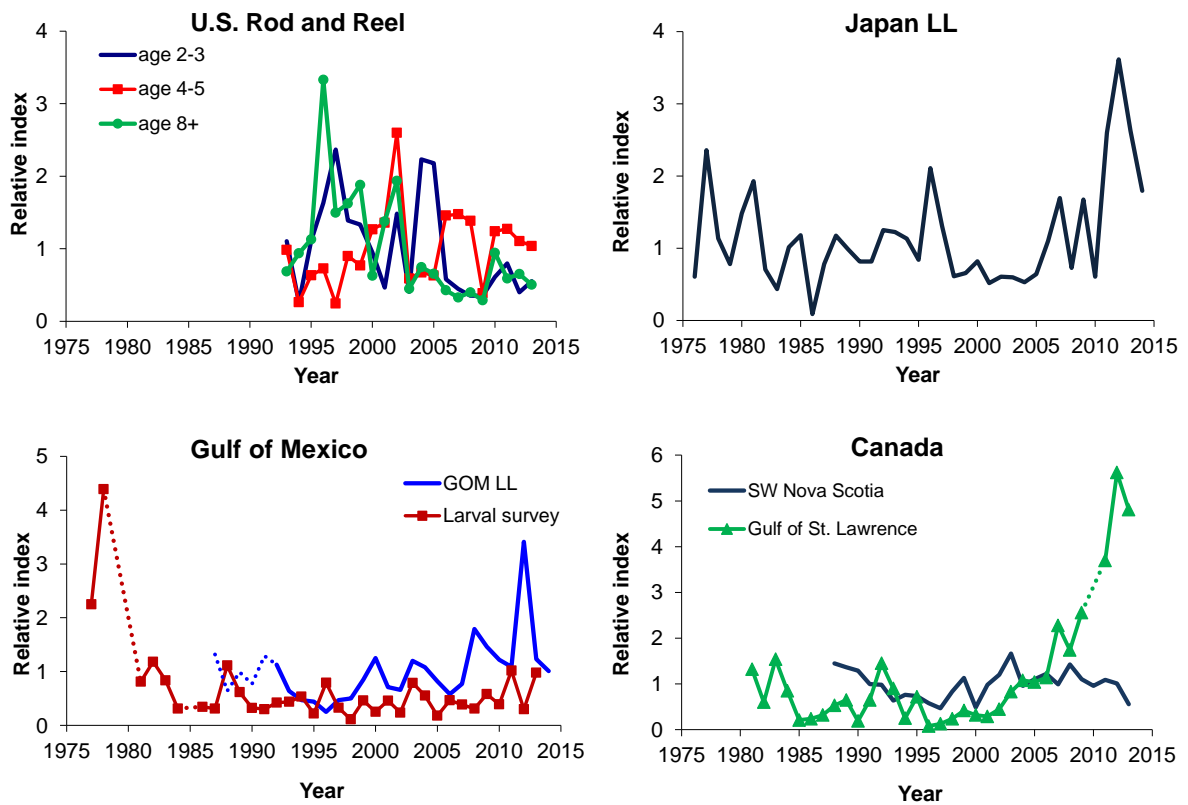 U.S. Rod and Reel
4
3
2
1
0
Relative index
age 2-3
age 4-5
age 8+
1975 1980 1985 1990 1995 2000 2005 2010 2015
Year
Japan LL
4
3
2
1
0
Relative index
1975 1980 1985 1990 1995 2000 2005 2010 2015
Year
Gulf of Mexico
5
4
3
2
1
0
Relative index
GOM LL
Larval survey
1975 1980 1985 1990 1995 2000 2005 2010 2015
Year
Canada
6
5
4
3
2
1
0
Relative index
SW Nova Scotia
Gulf of St. Lawrence
1975 1980 1985 1990 1995 2000 2005 2010 2015
Year